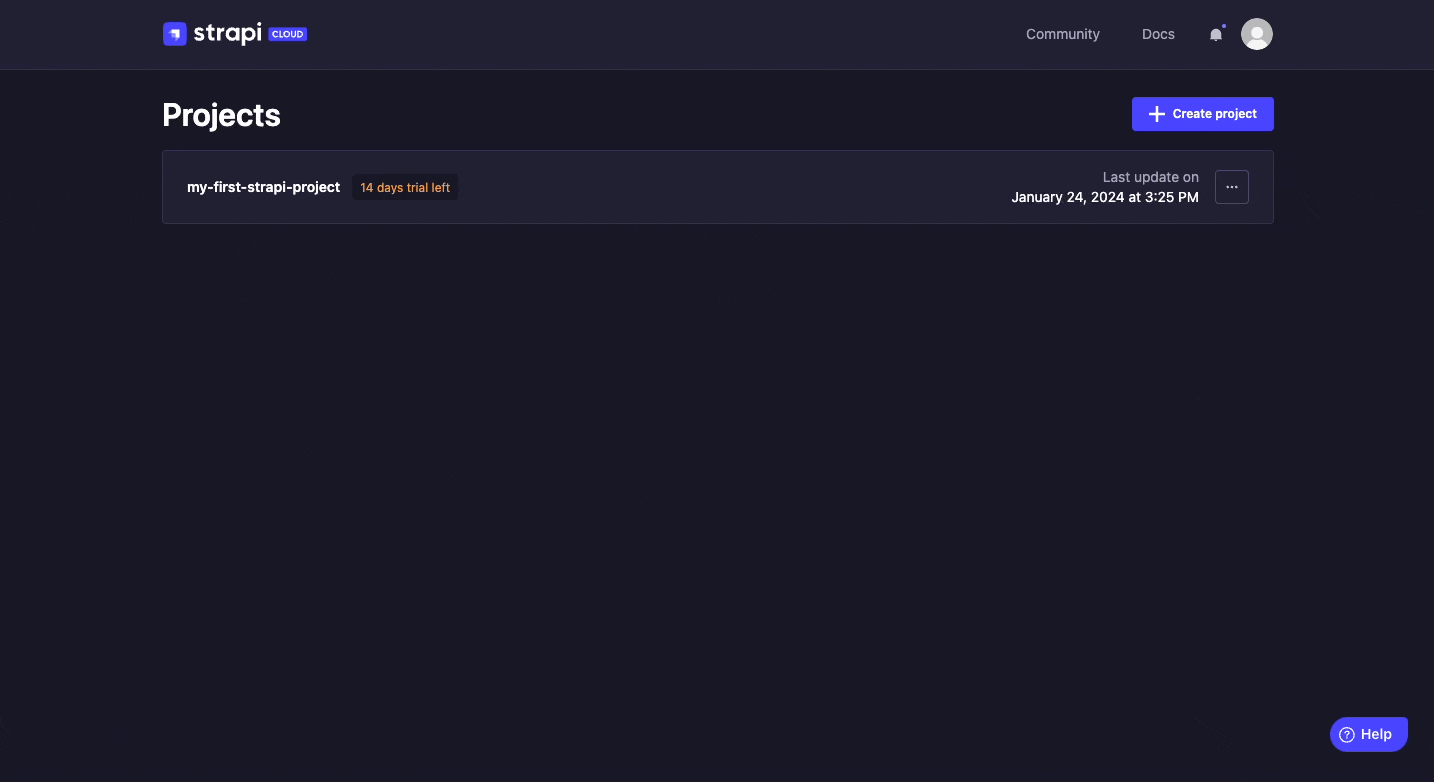 strapi CLOUD
Community
Docs
Projects
Create project
my-first-strapi-project
14 days trial left
Last update on
January 24, 2024 at 3:25 PM
Help